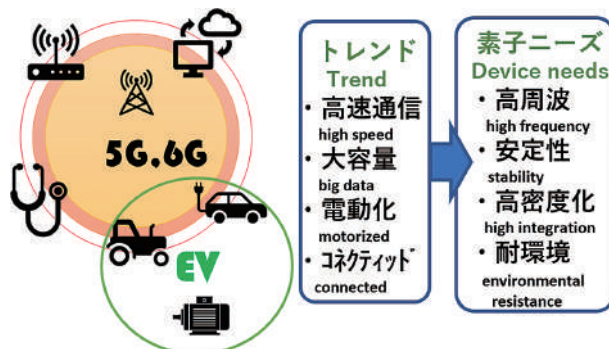 5G,6G
EV
トレンド
Trend
・高速通信
high speed
・大容量
big data
・電動化
motorized
・ｺﾈｸﾃｨｯﾄﾞ
connected
素子ニーズ
Device needs
・高周波
high frequency
・安定性
stability
・高密度化
high integration
・耐環境
environmental
resistance